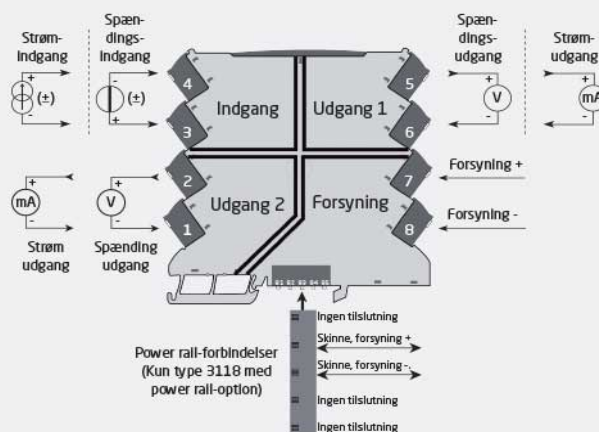 Strøm-
indgang
+
(±)
-
Spæn-
dings-
indgang
-
(±)
+
4
3
2
1
Indgang
Udgang 1
Udgang 2
Forsyning
5
6
7
8
Spæn-
dings-
udgang
+
V
-
Strøm-
udgang
+
mA
-
Forsyning +
Forsyning -
+
mA
-
Strøm
udgang
+
V
-
Spænding
udgang
Power rail-forbindelser
(Kun type 3118 med
power rail-option)
Ingen tilslutning
Skinne, forsyning +
Skinne, forsyning -.
Ingen tilslutning
Ingen tilslutning